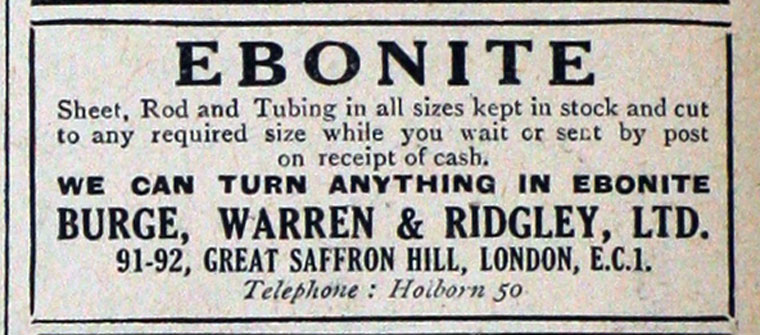 EBONITE
Sheet, Rod and Tubing in all sizes kept in stock and cut
to any required size while you wait or sent by post
on receipt of cash.
WE CAN TURN ANYTHING IN EBONITE
BURGE, WARREN & RIDGLEY, LTD.
91-92, GREAT SAFFRON HILL, LONDON, E.C.1.
Telephone : Holborn 50